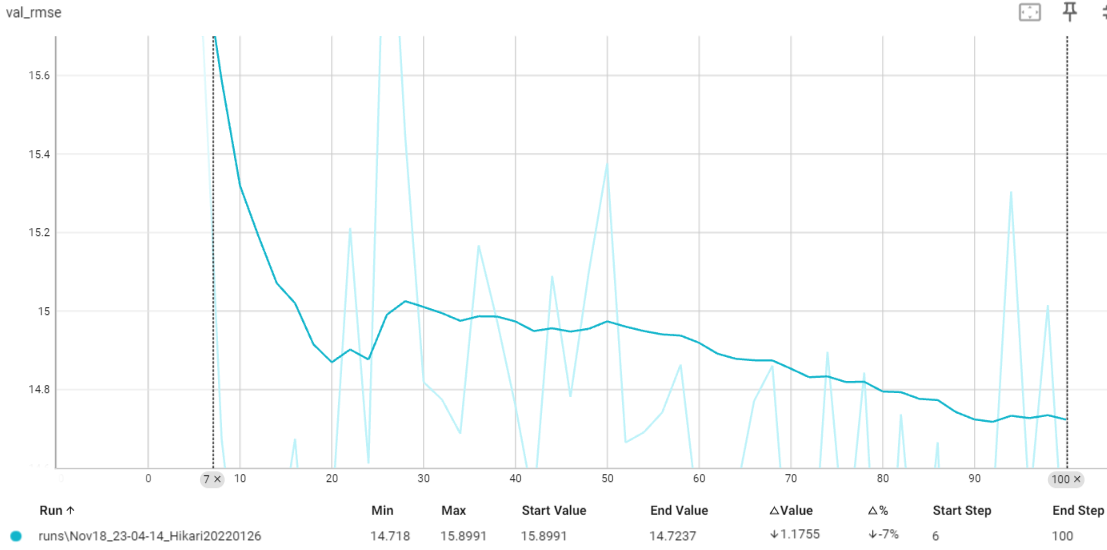 val_rmse
15.6
15.4
15.2
15
14.8
0 7 × 10 20 30 40 50 60 70 80 90 100 ×
Run ↑ Min Max Start Value End Value ΔValue Δ% Start Step End Step
runs\Nov18_23-04-14_Hikari20220126 14.718 15.8991 15.8991 14.7237 ↓1.1755 ↓-7% 6 100